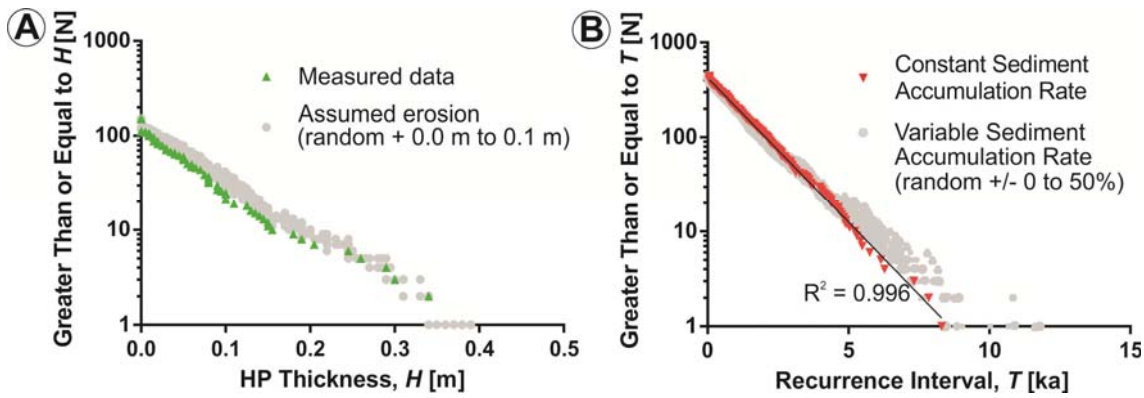 A
Greater Than or Equal to H [N]
1000
100
10
1
Measured data
Assumed erosion
(random + 0.0 m to 0.1 m)
0.0 0.1 0.2 0.3 0.4 0.5
HP Thickness, H [m]
B
Greater Than or Equal to T [N]
1000
100
10
1
Constant Sediment
Accumulation Rate
Variable Sediment
Accumulation Rate
(random +/- 0 to 50%)
R² = 0.996
0 5 10 15
Recurrence Interval, T [ka]